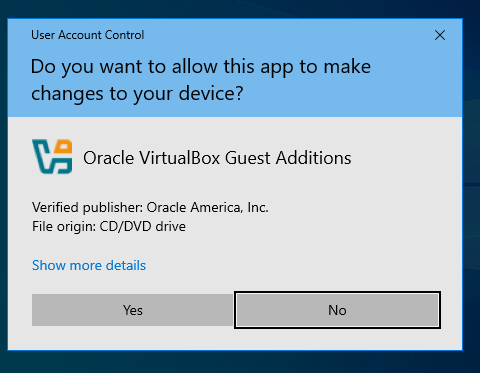 User Account Control
Do you want to allow this app to make
changes to your device?
Oracle VirtualBox Guest Additions
Verified publisher: Oracle America, Inc.
File origin: CD/DVD drive
Show more details
Yes
No